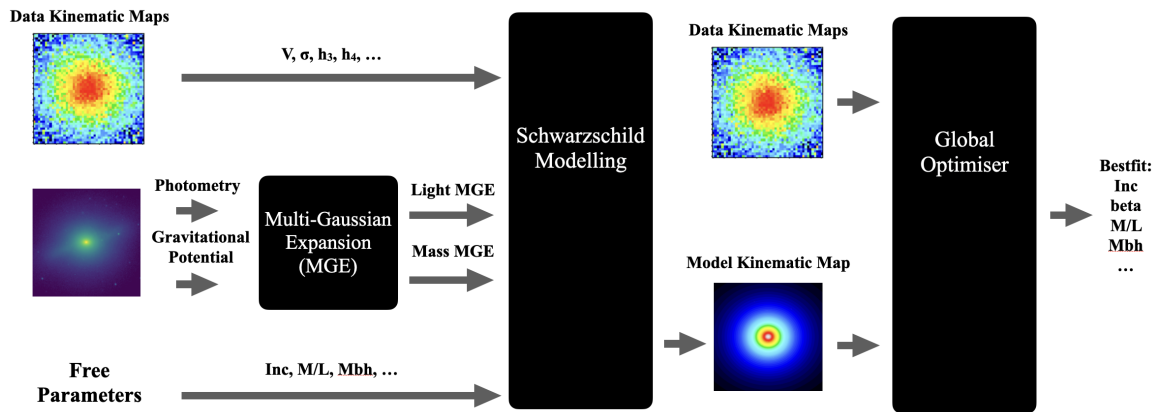 Data Kinematic Maps
V, σ, h₃, h₄, ...
Photometry
Gravitational
Potential
Multi-Gaussian
Expansion
(MGE)
Light MGE
Mass MGE
Free
Parameters
Inc, M/L, Mbh, ...
Schwarzschild
Modelling
Data Kinematic Maps
Model Kinematic Map
Global
Optimiser
Bestfit:
Inc
beta
M/L
Mbh
...